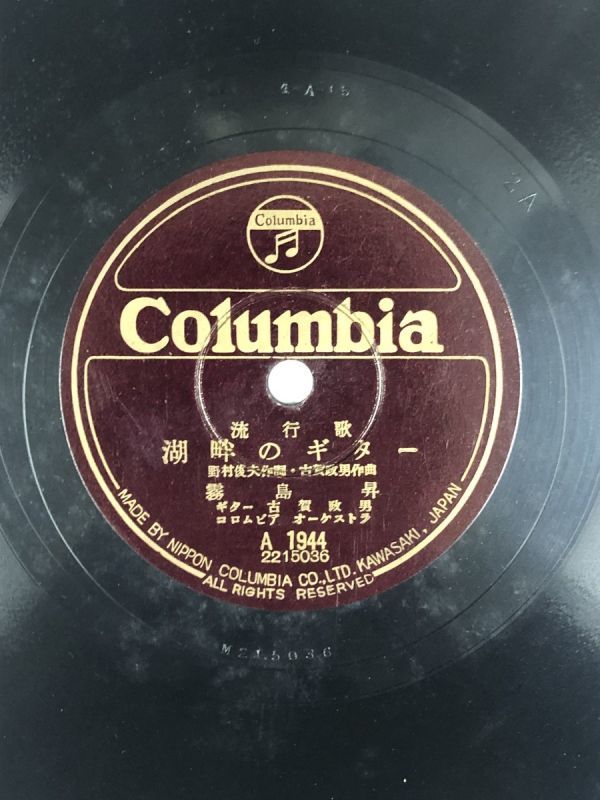 2-A-15
2A
Columbia
Columbia
流行歌
湖畔のギター
野村俊夫作詞・古賀政男作曲
霧島昇
ギター 古賀政男
コロムビア オーケストラ
A 1944
2215036
MADE BY NIPPON COLUMBIA CO., LTD. KAWASAKI, JAPAN
ALL RIGHTS RESERVED
M215036